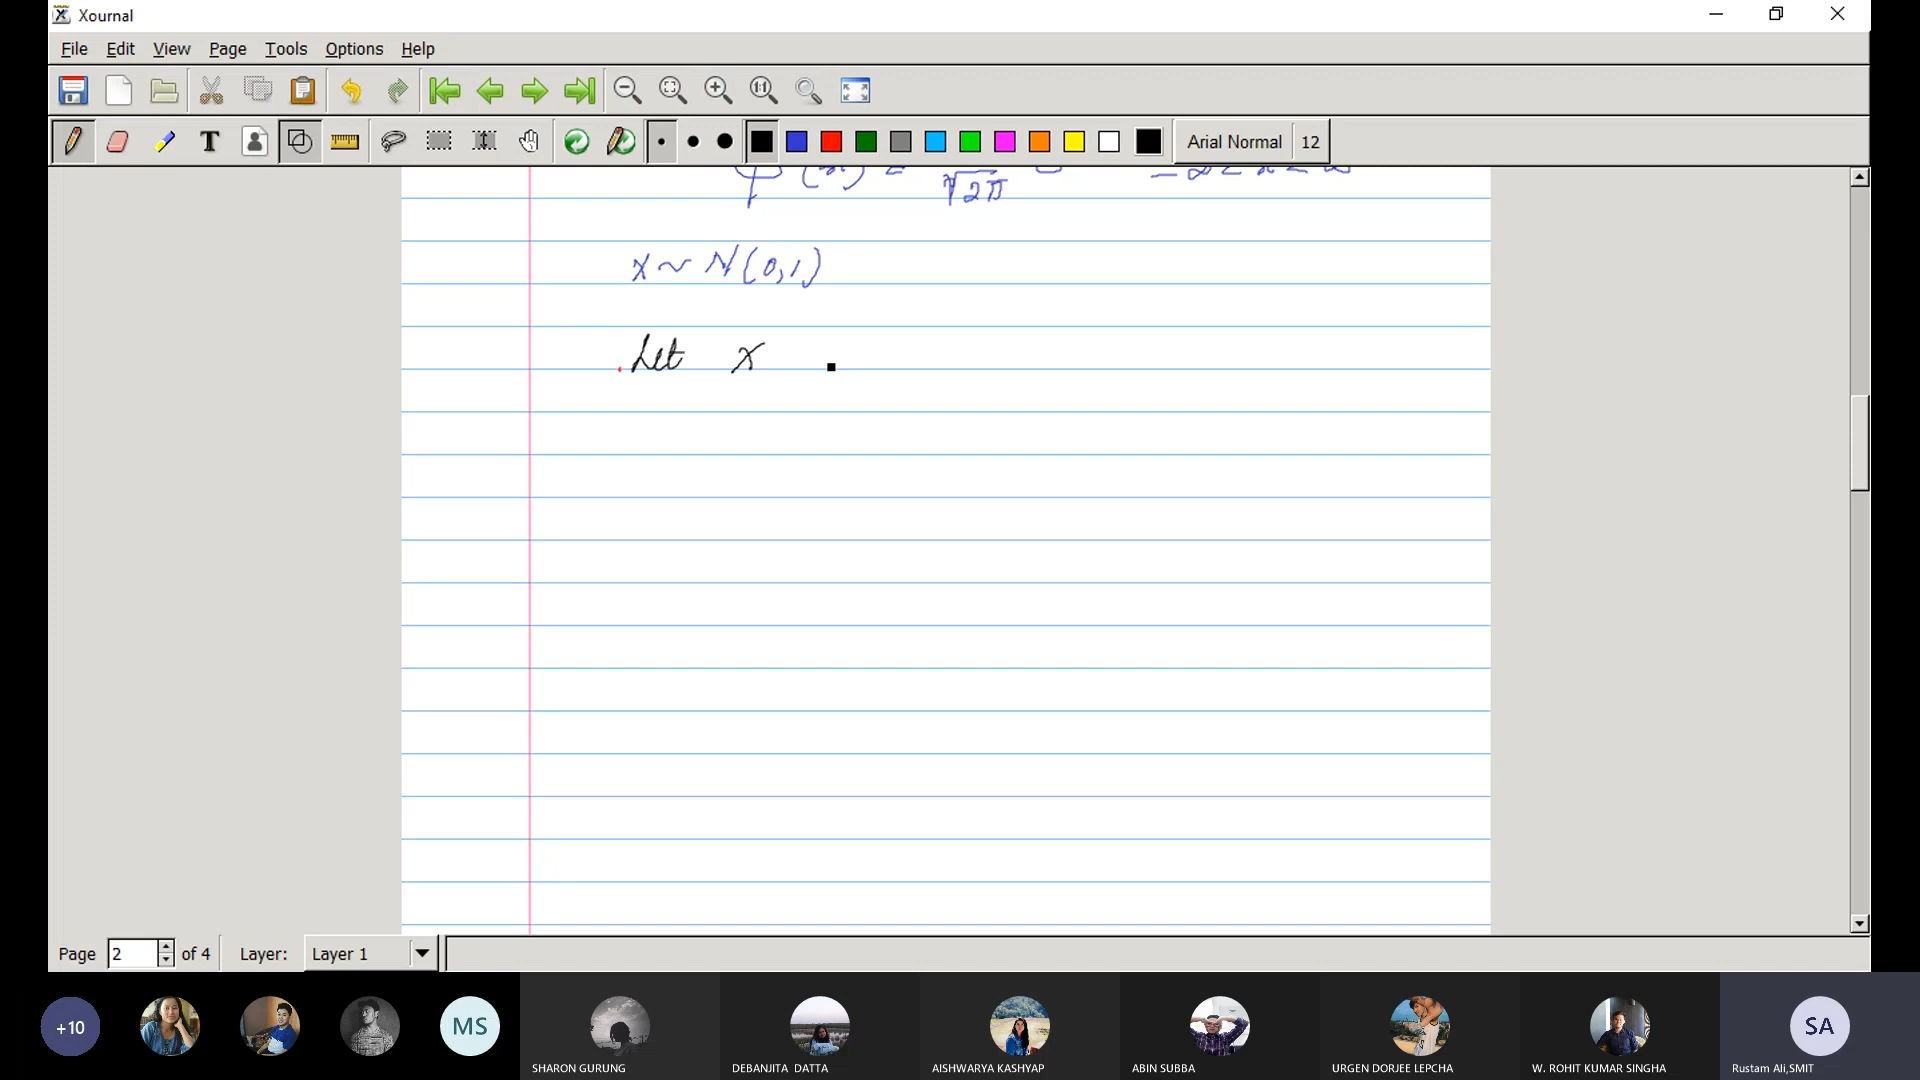 Xournal
File Edit View Page Tools Options Help
Arial Normal 12
√2π
x ~ N(0,1)
Let X
Page 2 of 4 Layer: Layer 1
+10 MS SA
SHARON GURUNG DEBANJITA DATTA AISHWARYA KASHYAP ABIN SUBBA URGEN DORJEE LEPCHA W. ROHIT KUMAR SINGHA Rustam Ali,SMIT